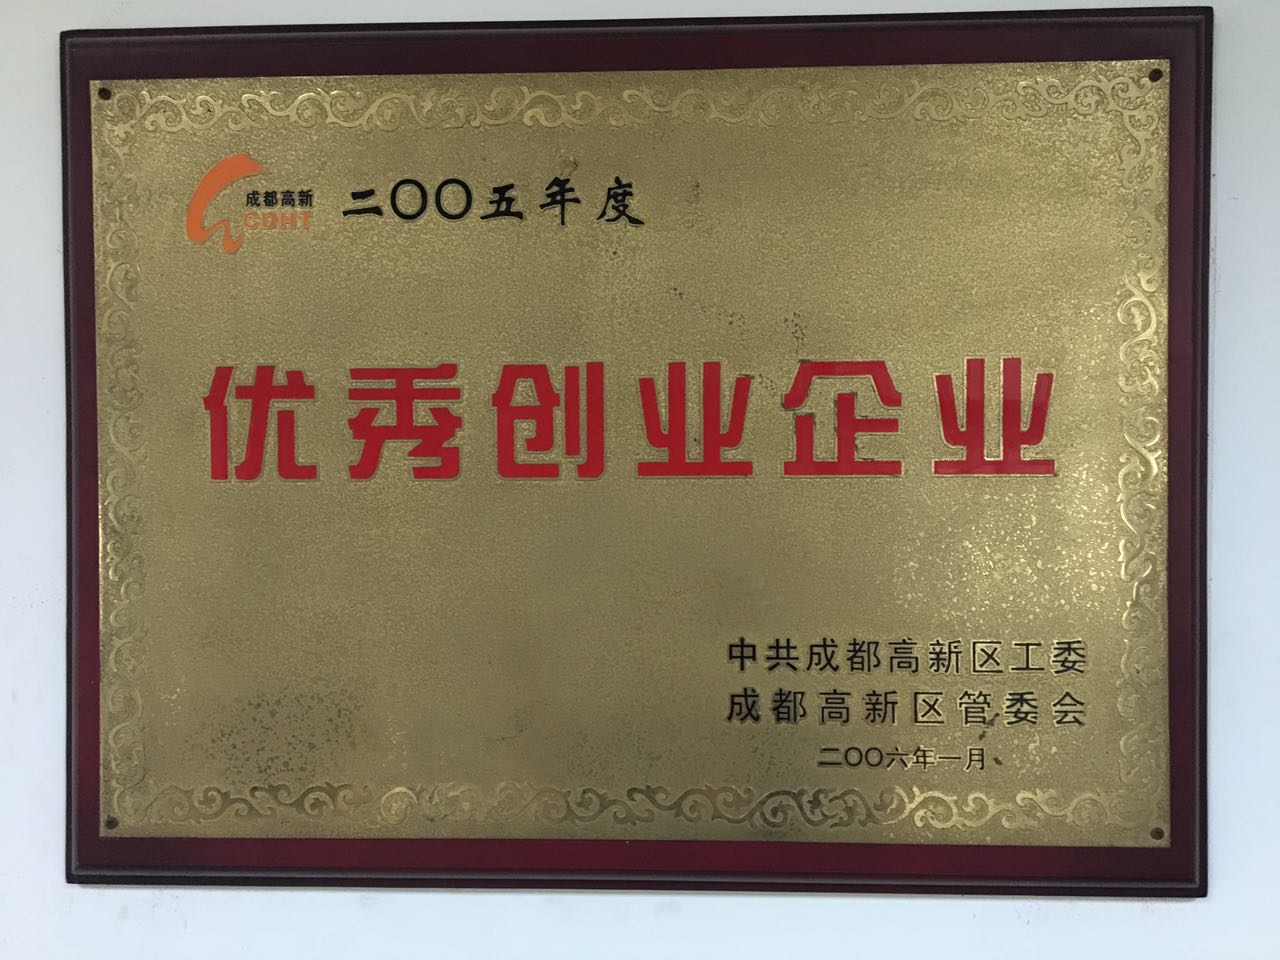 成都高新
CDHT
二〇〇五年度
优秀创业企业
中共成都高新区工委
成都高新区管委会
二〇〇六年一月